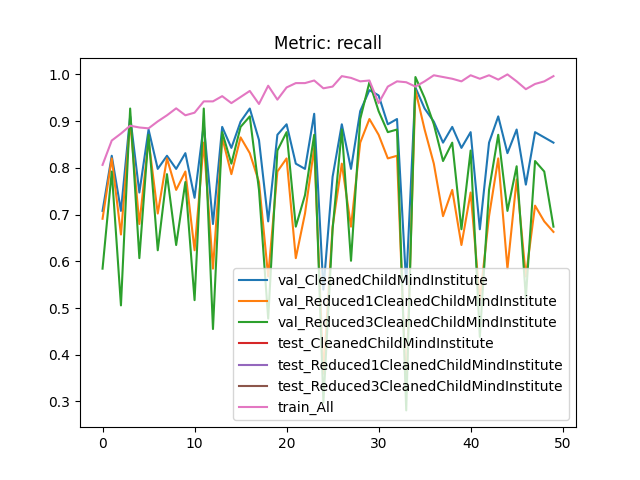 Metric: recall
1.0
0.9
0.8
0.7
0.6
0.5
0.4
0.3
val_CleanedChildMindInstitute
val_Reduced1CleanedChildMindInstitute
val_Reduced3CleanedChildMindInstitute
test_CleanedChildMindInstitute
test_Reduced1CleanedChildMindInstitute
test_Reduced3CleanedChildMindInstitute
train_All
0 10 20 30 40 50